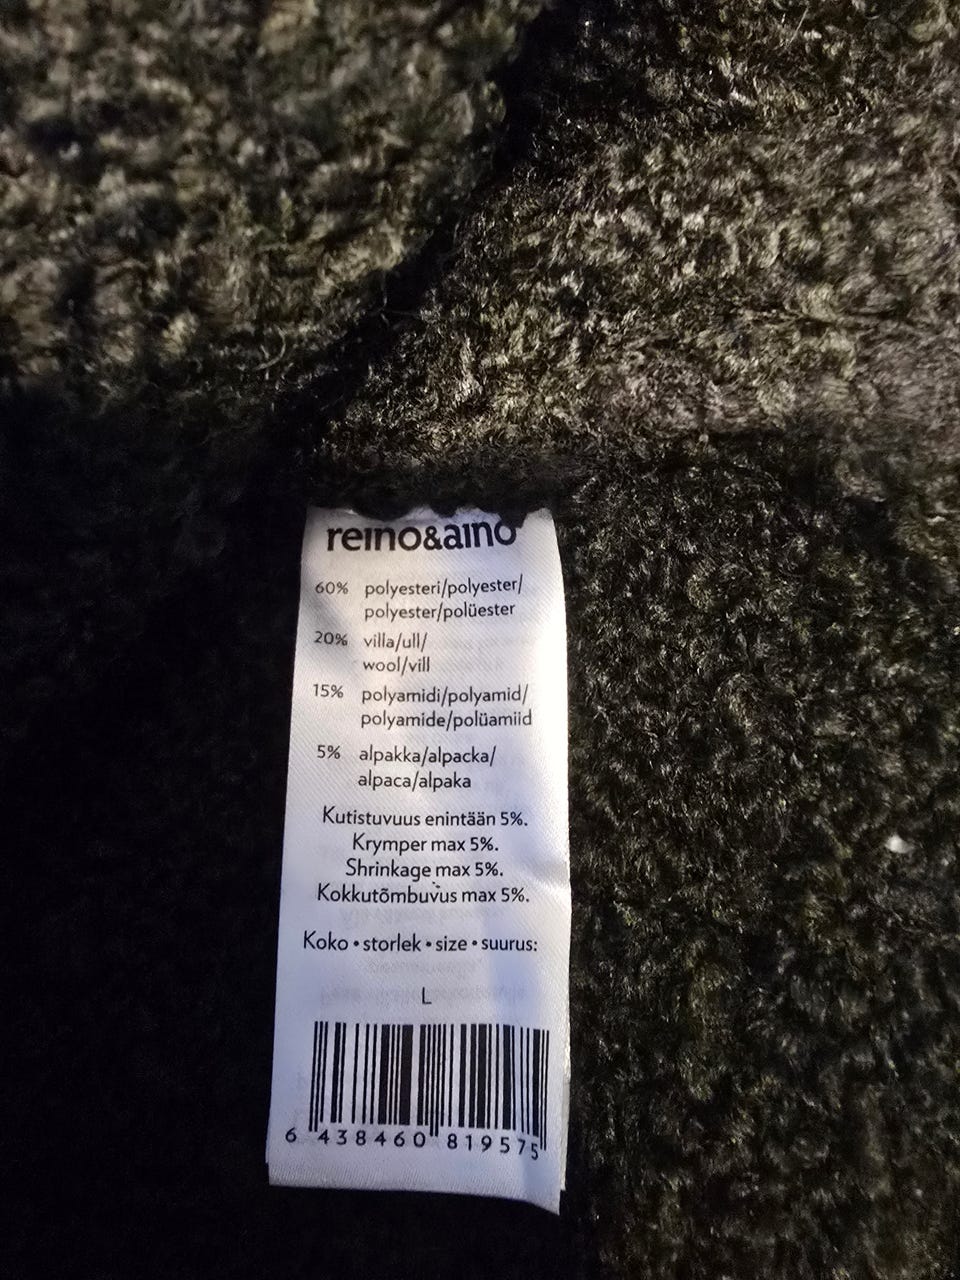 reino&aino
60% polyesteri/polyester/
polyester/polüester
20% villa/ull/
wool/vill
15% polyamidi/polyamid/
polyamide/polüamiid
5% alpakka/alpacka/
alpaca/alpaka
Kutistuvuus enintään 5%.
Krymper max 5%.
Shrinkage max 5%.
Kokkutõmbuvus max 5%.
Koko • storlek • size • suurus:
L
6 438460 819575